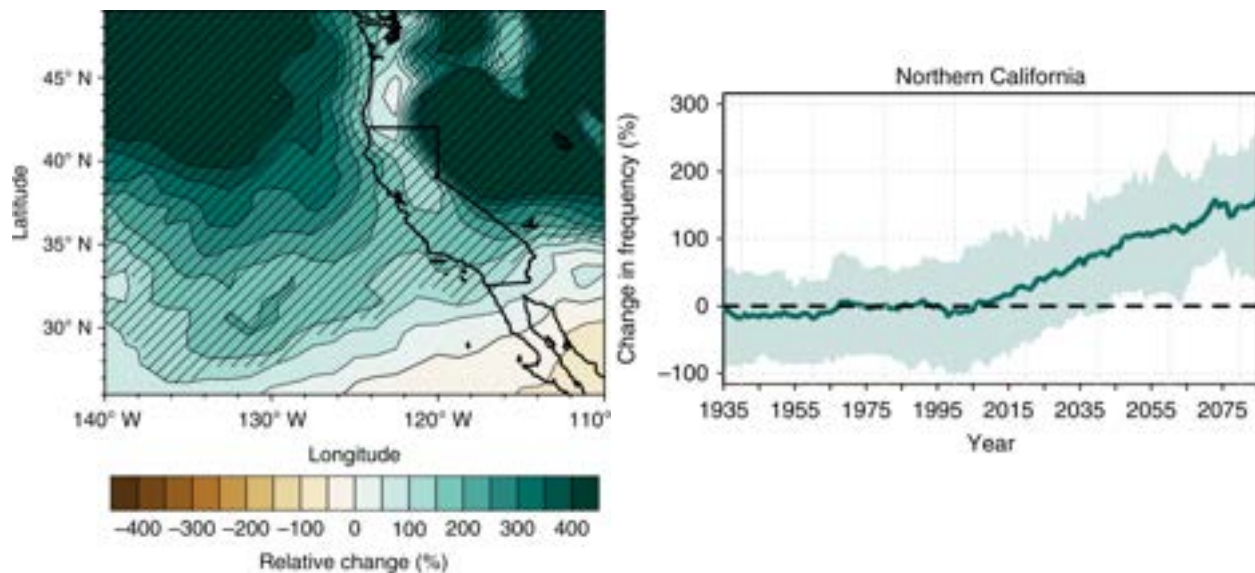 45° N
40° N
35° N
30° N
Latitude
140° W 130° W 120° W 110°
Longitude
−400 −300 −200 −100 0 100 200 300 400
Relative change (%)
Northern California
300
200
100
0
−100
Change in frequency (%)
1935 1955 1975 1995 2015 2035 2055 2075
Year